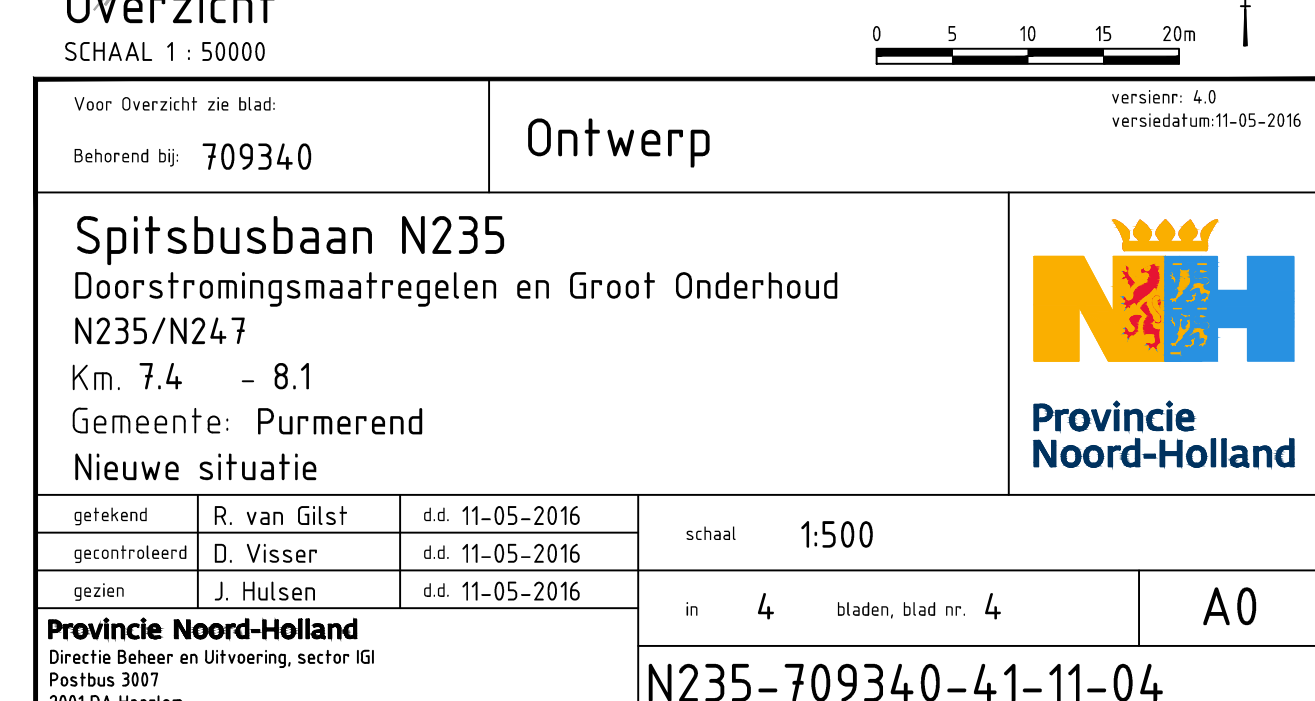 Overzicht
SCHAAL 1 : 50000
0 5 10 15 20m
Voor Overzicht zie blad:
Behorend bij: 709340
Ontwerp
versienr: 4.0
versiedatum:11-05-2016
Spitsbusbaan N235
Doorstromingsmaatregelen en Groot Onderhoud
N235/N247
Km. 7.4 - 8.1
Gemeente: Purmerend
Nieuwe situatie
NH
Provincie
Noord-Holland
getekend R. van Gilst d.d. 11-05-2016
gecontroleerd D. Visser d.d. 11-05-2016
gezien J. Hulsen d.d. 11-05-2016
schaal 1:500
in 4 bladen, blad nr. 4
A0
Provincie Noord-Holland
Directie Beheer en Uitvoering, sector IGI
Postbus 3007
2001 DA Haarlem
N235-709340-41-11-04